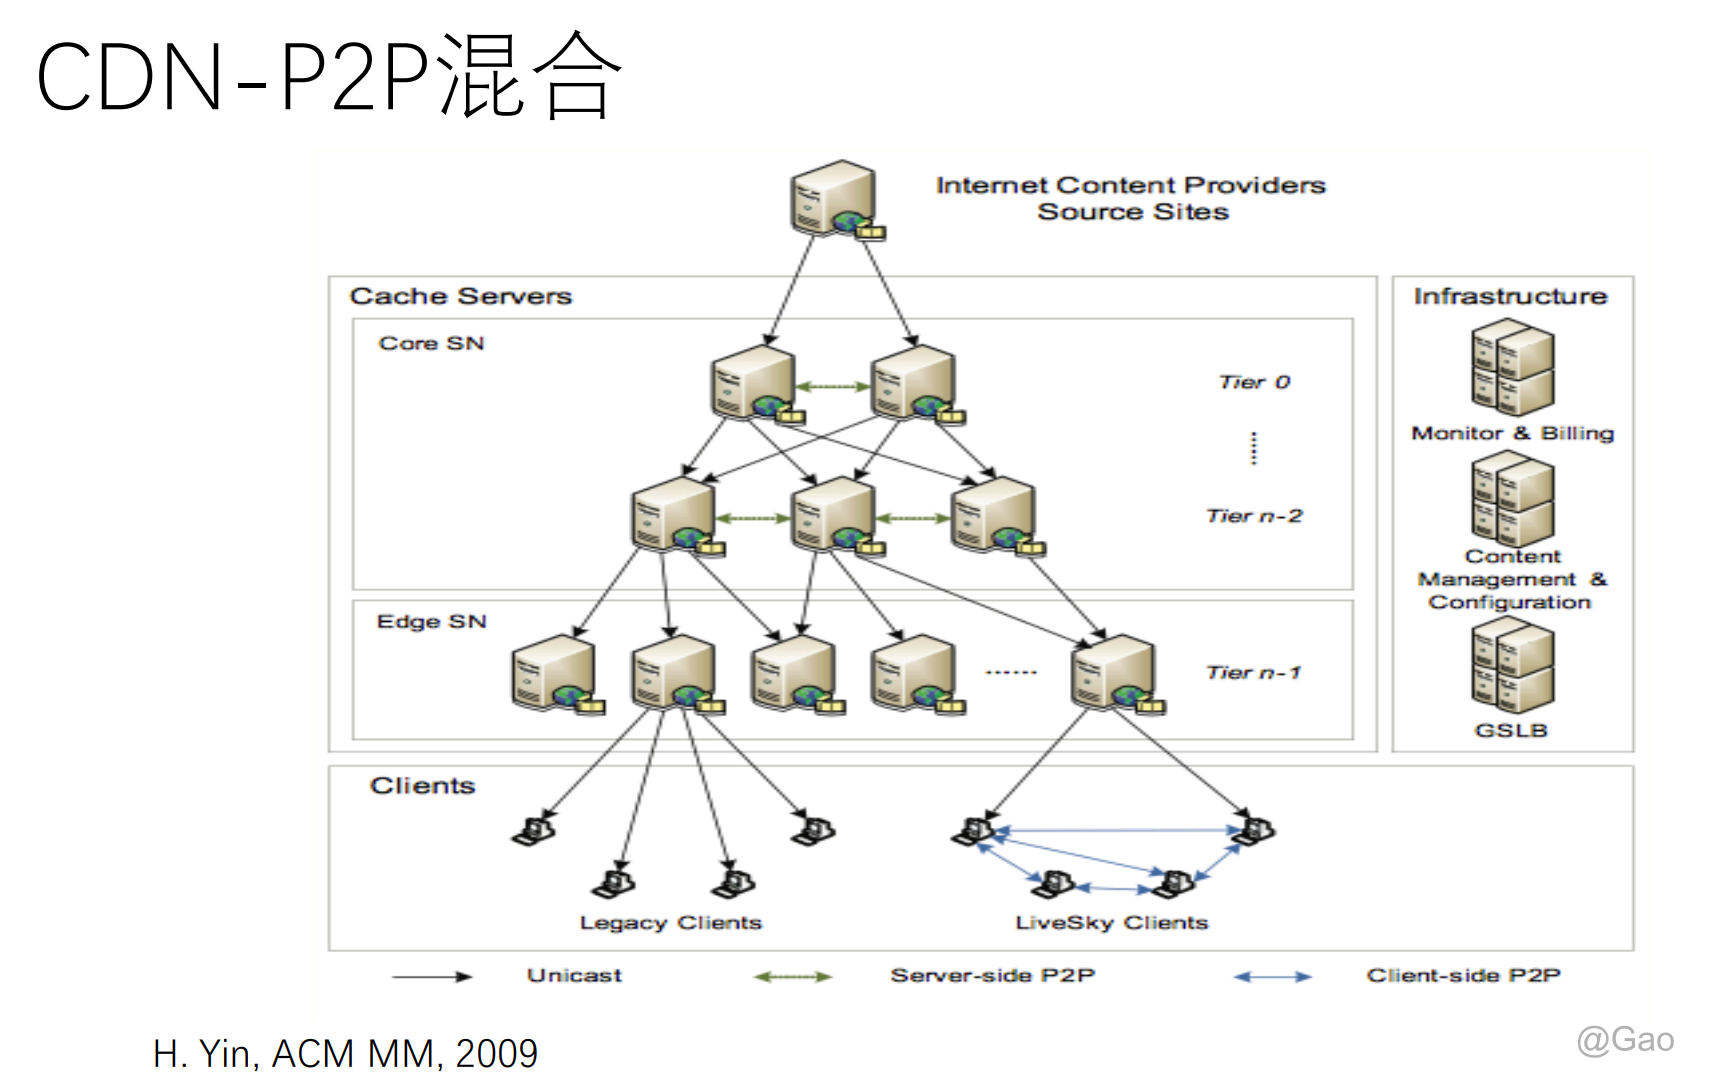 CDN-P2P混合
Internet Content Providers
Source Sites
Cache Servers
Infrastructure
Core SN
Tier 0
Monitor & Billing
Tier n-2
Content
Management &
Configuration
Edge SN
......
Tier n-1
GSLB
Clients
Legacy Clients
LiveSky Clients
Unicast
Server-side P2P
Client-side P2P
H. Yin, ACM MM, 2009
@Gao